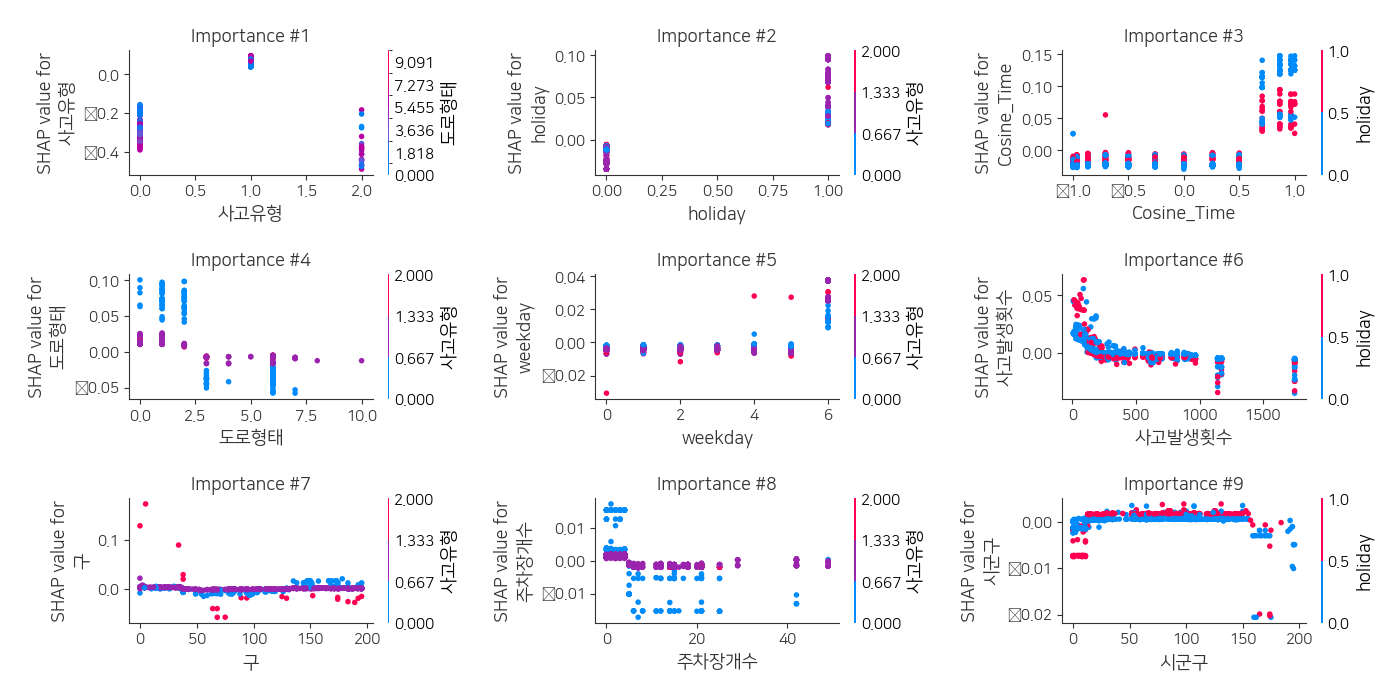 Importance #1
SHAP value for
사고유형
0.0
0.2
0.4
0.0 0.5 1.0 1.5 2.0
사고유형
9.091
7.273
5.455
3.636
1.818
0.000
도로형태
Importance #2
SHAP value for
holiday
0.10
0.05
0.00
0.00 0.25 0.50 0.75 1.00
holiday
2.000
1.333
0.667
0.000
사고유형
Importance #3
SHAP value for
Cosine_Time
0.15
0.10
0.05
0.00
1.0 0.5 0.0 0.5 1.0
Cosine_Time
1.0
0.5
0.0
holiday
Importance #4
SHAP value for
도로형태
0.10
0.05
0.00
0.05
0.0 2.5 5.0 7.5 10.0
도로형태
2.000
1.333
0.667
0.000
사고유형
Importance #5
SHAP value for
weekday
0.04
0.02
0.00
0.02
0 2 4 6
weekday
2.000
1.333
0.667
0.000
사고유형
Importance #6
SHAP value for
사고발생횟수
0.05
0.00
0 500 1000 1500
사고발생횟수
1.0
0.5
0.0
holiday
Importance #7
SHAP value for
구
0.1
0.0
0 50 100 150 200
구
2.000
1.333
0.667
0.000
사고유형
Importance #8
SHAP value for
주차장개수
0.01
0.00
0.01
0 20 40
주차장개수
2.000
1.333
0.667
0.000
사고유형
Importance #9
SHAP value for
시군구
0.00
0.01
0.02
0 50 100 150 200
시군구
1.0
0.5
0.0
holiday